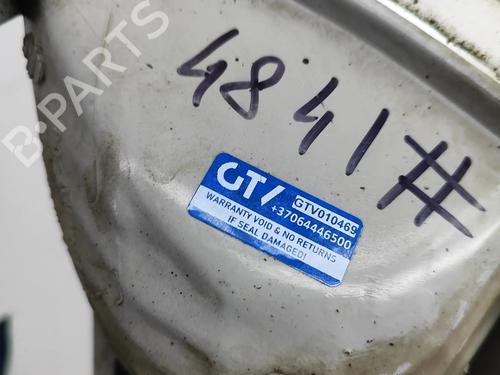 4841#
GTV
GTV010469
+37064446500
WARRANTY VOID & NO RETURNS
IF SEAL DAMAGED!
B-PARTS